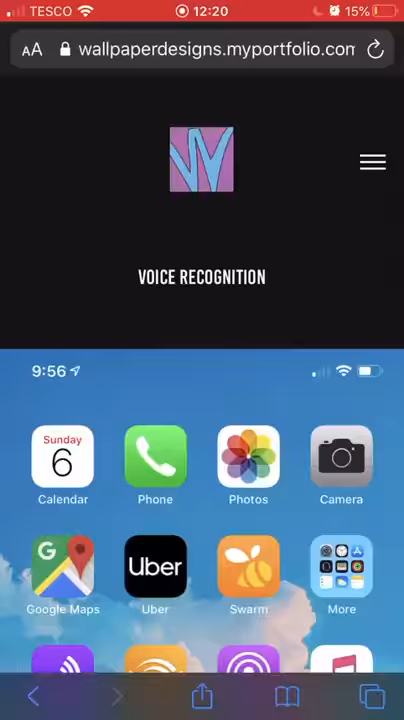 TESCO 12:20 15%
AA wallpaperdesigns.myportfolio.com
VOICE RECOGNITION
9:56
Sunday
6
Calendar Phone Photos Camera
G Uber
Google Maps Uber Swarm More